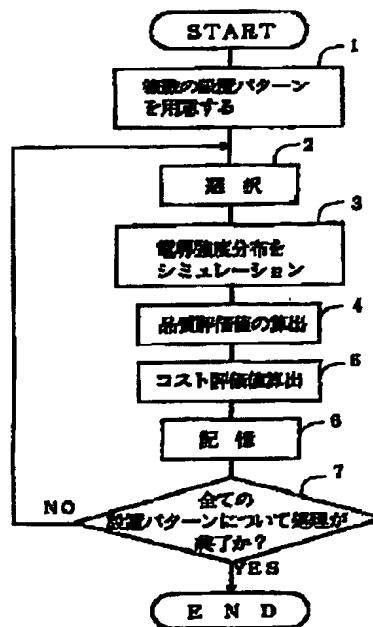 START
1
複数の設置パターン
を用意する
2
選択
3
電界強度分布を
シミュレーション
4
品質評価値の算出
5
コスト評価値算出
6
記憶
7
全ての
設置パターンについて処理が
終了か?
NO
YES
END